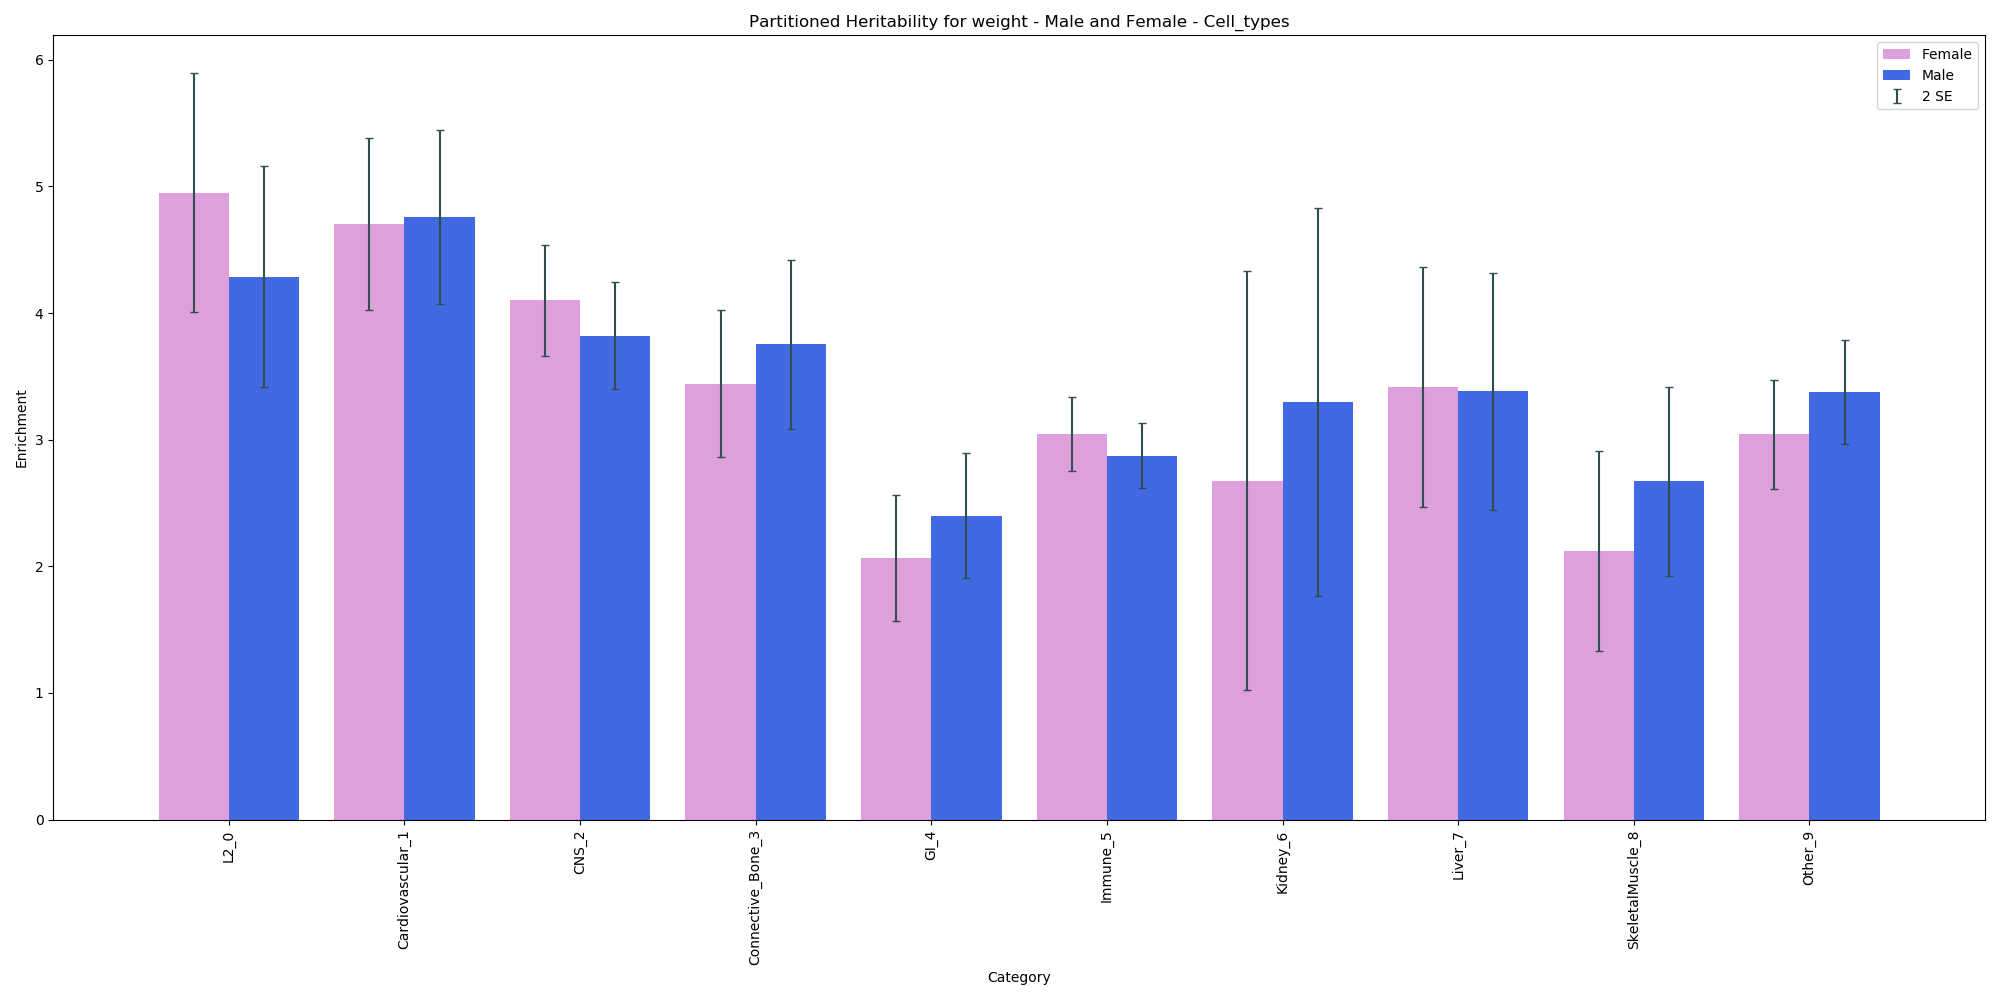 Partitioned Heritability for weight - Male and Female - Cell_types
Female
Male
2 SE
Enrichment
6
5
4
3
2
1
0
L2_0
Cardiovascular_1
CNS_2
Connective_Bone_3
GI_4
Immune_5
Kidney_6
Liver_7
SkeletalMuscle_8
Other_9
Category